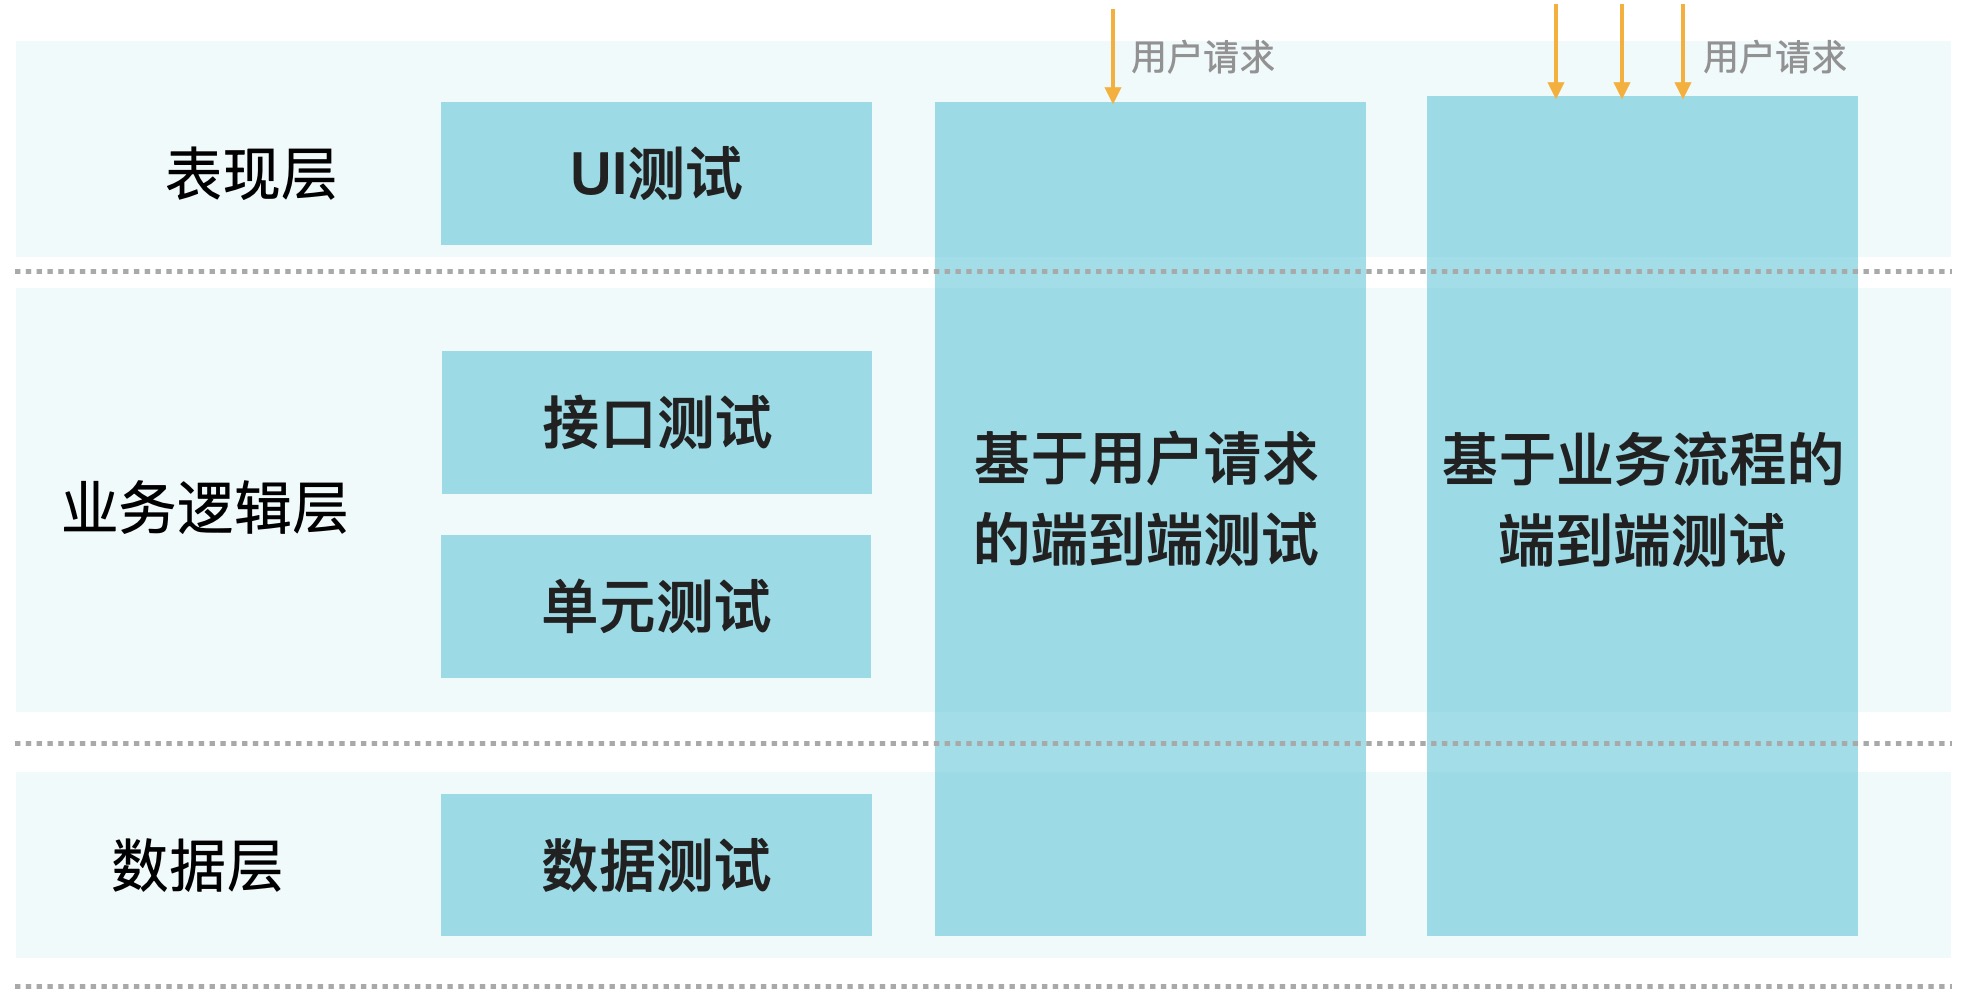 用户请求
用户请求
表现层
UI测试
业务逻辑层
接口测试
单元测试
基于用户请求
的端到端测试
基于业务流程的
端到端测试
数据层
数据测试